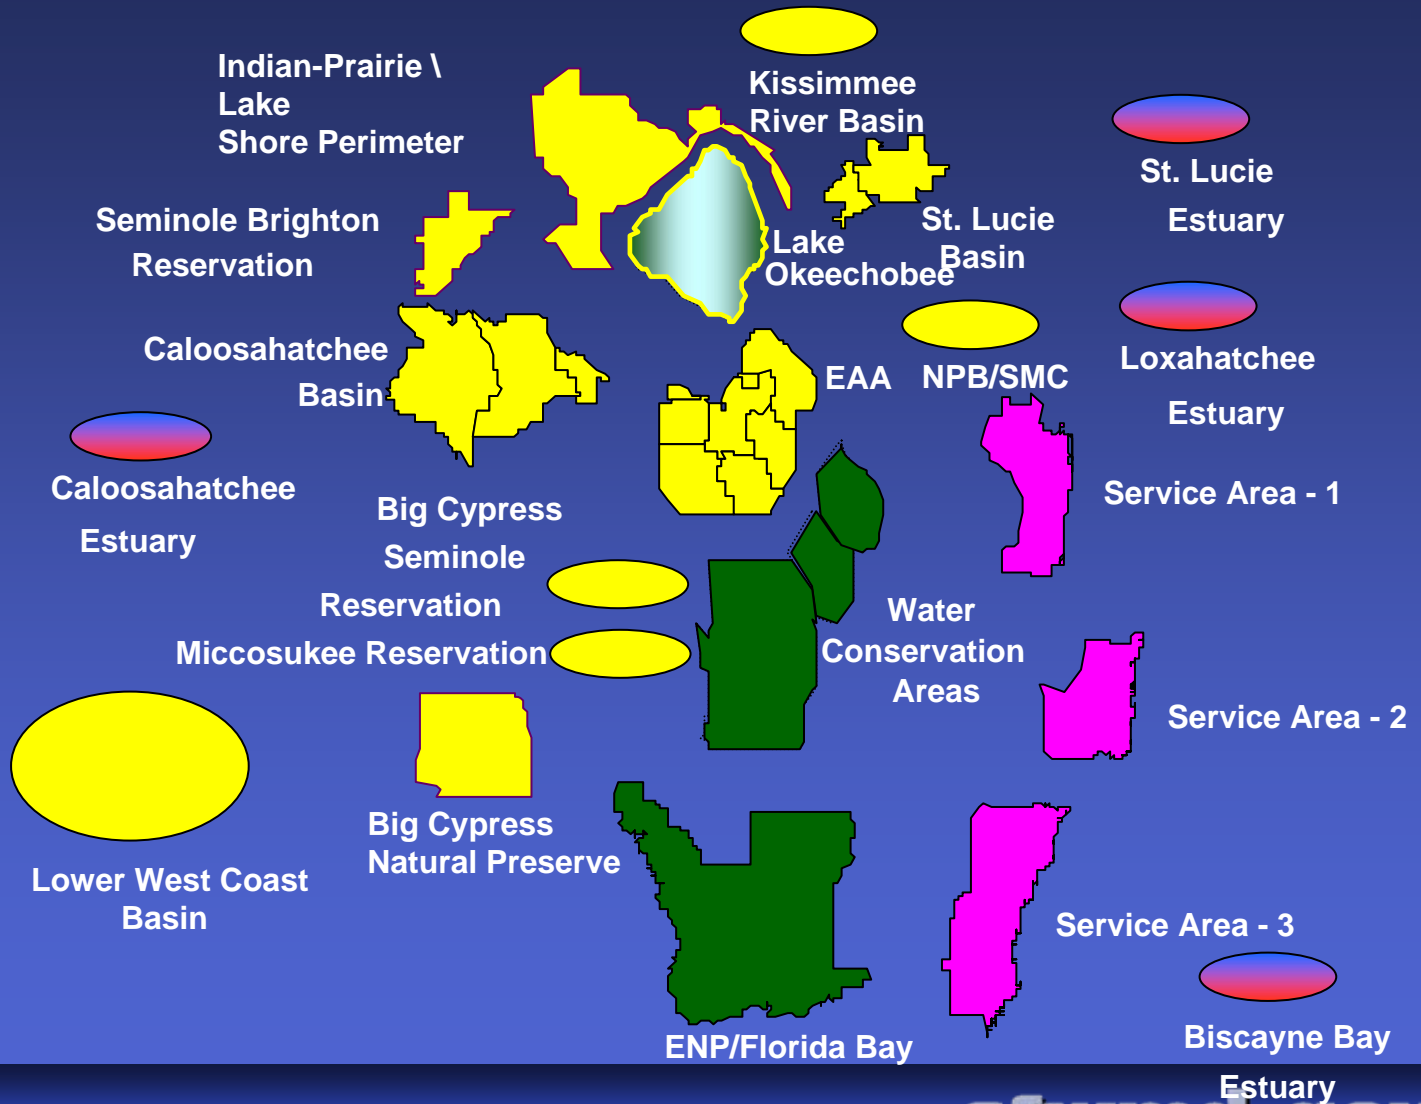 Indian-Prairie \
Lake
Shore Perimeter
Kissimmee
River Basin
St. Lucie
Estuary
Seminole Brighton
Reservation
St. Lucie
Basin
Lake
Okeechobee
Caloosahatchee
Basin
EAA
NPB/SMC
Loxahatchee
Estuary
Caloosahatchee
Estuary
Big Cypress
Seminole
Reservation
Miccosukee Reservation
Service Area - 1
Water
Conservation
Areas
Service Area - 2
Big Cypress
Natural Preserve
Lower West Coast
Basin
Service Area - 3
ENP/Florida Bay
Biscayne Bay
Estuary